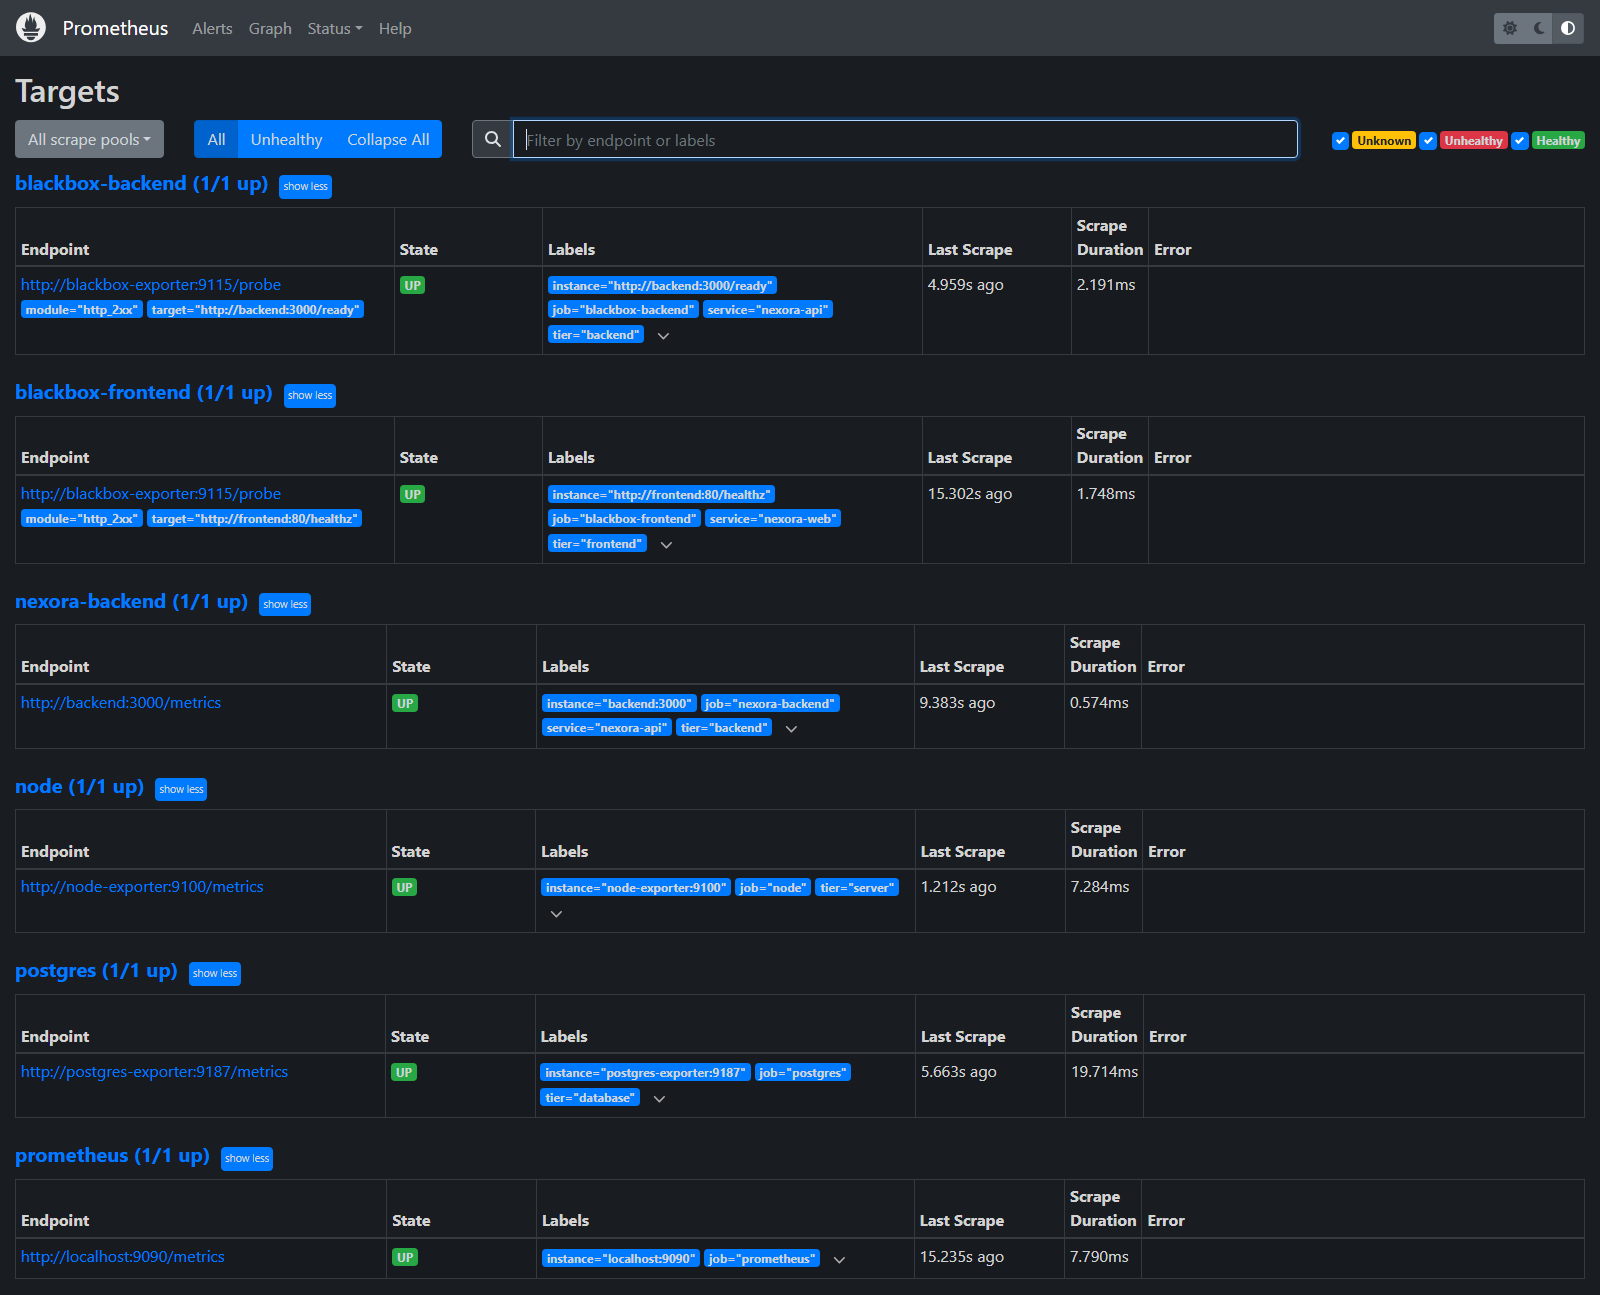 Prometheus Alerts Graph Status Help
Targets
All scrape pools All Unhealthy Collapse All Filter by endpoint or labels Unknown Unhealthy Healthy
blackbox-backend (1/1 up) show less
Endpoint State Labels Last Scrape Scrape Duration Error
http://blackbox-exporter:9115/probe UP instance="http://backend:3000/ready" 4.959s ago 2.191ms
module="http_2xx" target="http://backend:3000/ready" job="blackbox-backend" service="nexora-api"
tier="backend"
blackbox-frontend (1/1 up) show less
Endpoint State Labels Last Scrape Scrape Duration Error
http://blackbox-exporter:9115/probe UP instance="http://frontend:80/healthz" 15.302s ago 1.748ms
module="http_2xx" target="http://frontend:80/healthz" job="blackbox-frontend" service="nexora-web"
tier="frontend"
nexora-backend (1/1 up) show less
Endpoint State Labels Last Scrape Scrape Duration Error
http://backend:3000/metrics UP instance="backend:3000" job="nexora-backend" 9.383s ago 0.574ms
service="nexora-api" tier="backend"
node (1/1 up) show less
Endpoint State Labels Last Scrape Scrape Duration Error
http://node-exporter:9100/metrics UP instance="node-exporter:9100" job="node" tier="server" 1.212s ago 7.284ms
postgres (1/1 up) show less
Endpoint State Labels Last Scrape Scrape Duration Error
http://postgres-exporter:9187/metrics UP instance="postgres-exporter:9187" job="postgres" 5.663s ago 19.714ms
tier="database"
prometheus (1/1 up) show less
Endpoint State Labels Last Scrape Scrape Duration Error
http://localhost:9090/metrics UP instance="localhost:9090" job="prometheus" 15.235s ago 7.790ms